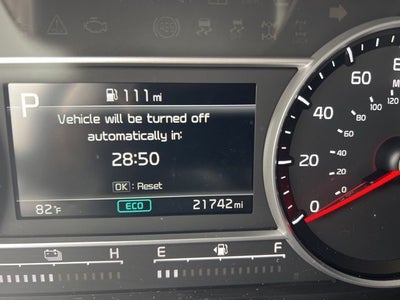 P
111 mi
Vehicle will be turned off
automatically in:
28:50
OK : Reset
82°F
ECO
21742 mi
H
E
F
0
20
40
60
80
M
0
20
40
60
80
100
120